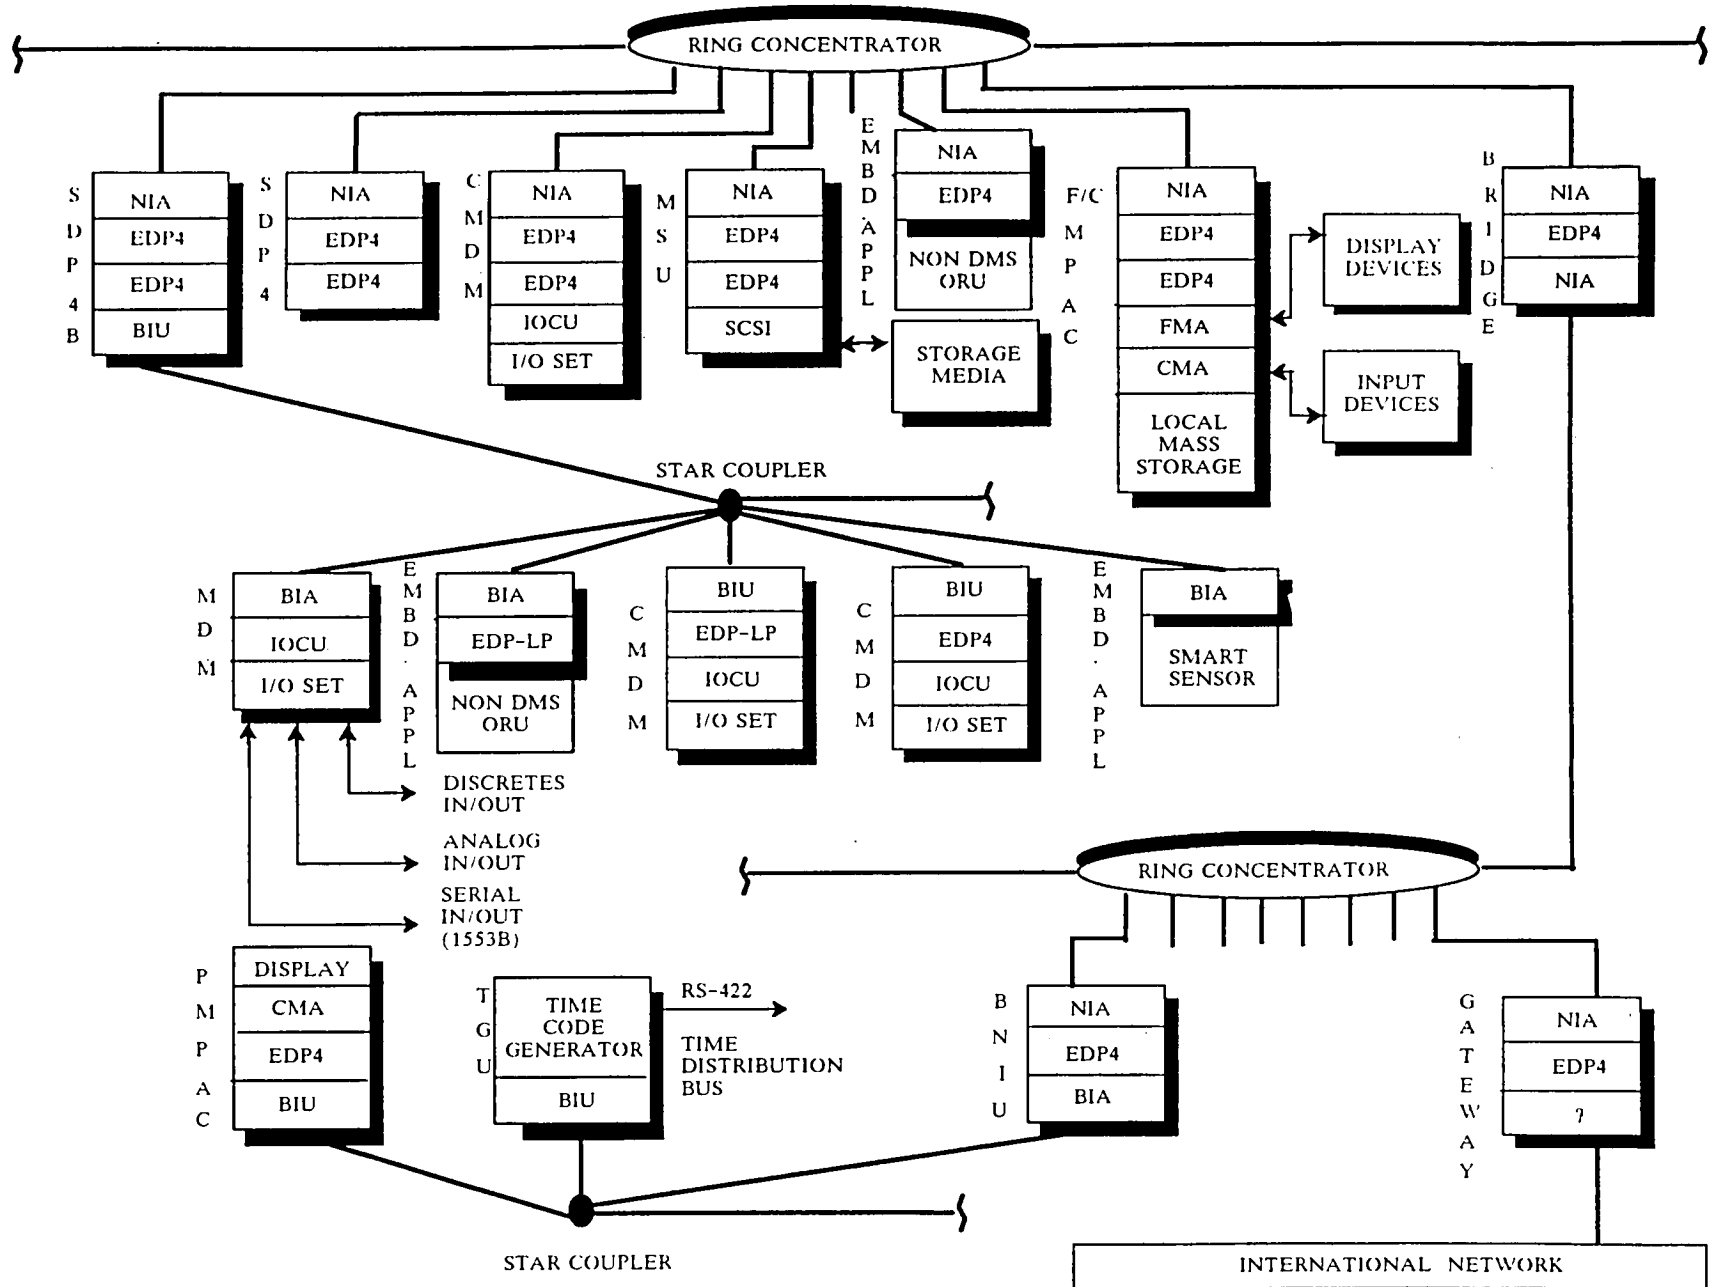 RING CONCENTRATOR
SDP4B
NIA
EDP4
EDP4
BIU
SDP4
NIA
EDP4
EDP4
CMDM
NIA
EDP4
EDP4
IOCU
I/O SET
MSU
NIA
EDP4
EDP4
SCSI
STORAGE
MEDIA
EMBD.APPL
NIA
EDP4
NON DMS
ORU
F/C MPAC
NIA
EDP4
EDP4
FMA
CMA
LOCAL
MASS
STORAGE
DISPLAY
DEVICES
INPUT
DEVICES
BRIDGE
NIA
EDP4
NIA
STAR COUPLER
MDM
BIA
IOCU
I/O SET
EMBD. APPL
BIA
EDP-LP
NON DMS
ORU
CMDM
BIU
EDP-LP
IOCU
I/O SET
CMDM
BIU
EDP4
IOCU
I/O SET
EMBD. APPL
BIA
SMART
SENSOR
DISCRETES
IN/OUT
ANALOG
IN/OUT
SERIAL
IN/OUT
(1553B)
RING CONCENTRATOR
PMPAC
DISPLAY
CMA
EDP4
BIU
TGU
TIME
CODE
GENERATOR
BIU
RS-422
TIME
DISTRIBUTION
BUS
BNIU
NIA
EDP4
BIA
GATEWAY
NIA
EDP4
?
STAR COUPLER
INTERNATIONAL NETWORK